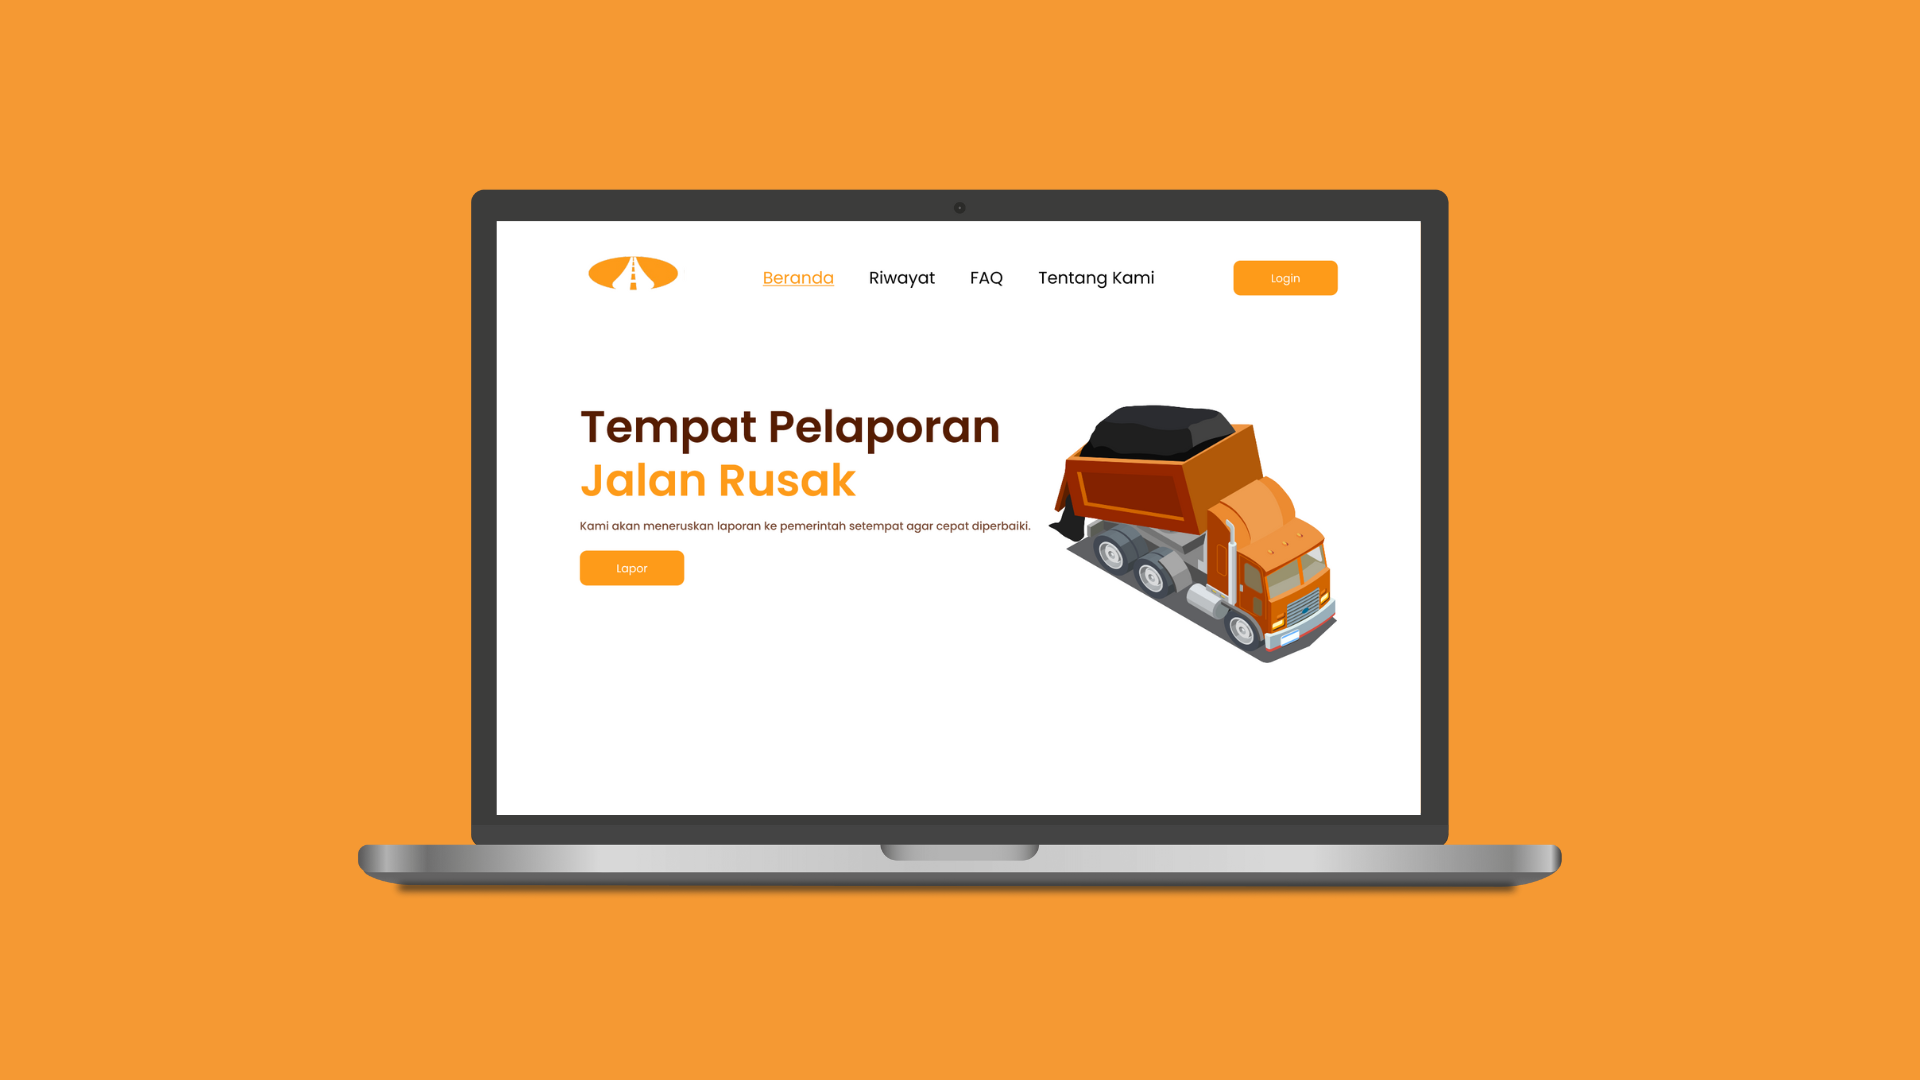 Beranda Riwayat FAQ Tentang Kami Login
Tempat Pelaporan
Jalan Rusak
Kami akan meneruskan laporan ke pemerintah setempat agar cepat diperbaiki.
Lapor